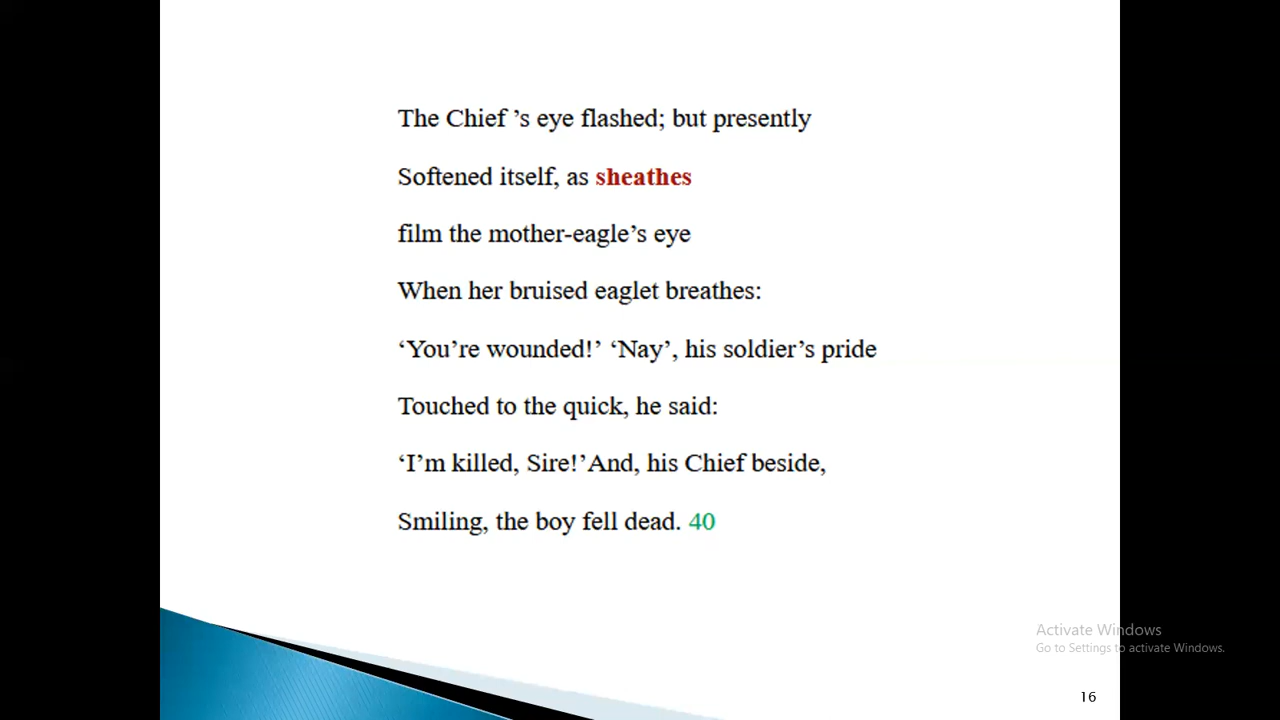 The Chief ’s eye flashed; but presently
Softened itself, as sheathes
film the mother-eagle’s eye
When her bruised eaglet breathes:
‘You’re wounded!’ ‘Nay’, his soldier’s pride
Touched to the quick, he said:
‘I’m killed, Sire!’And, his Chief beside,
Smiling, the boy fell dead. 40
Activate Windows
Go to Settings to activate Windows.
16